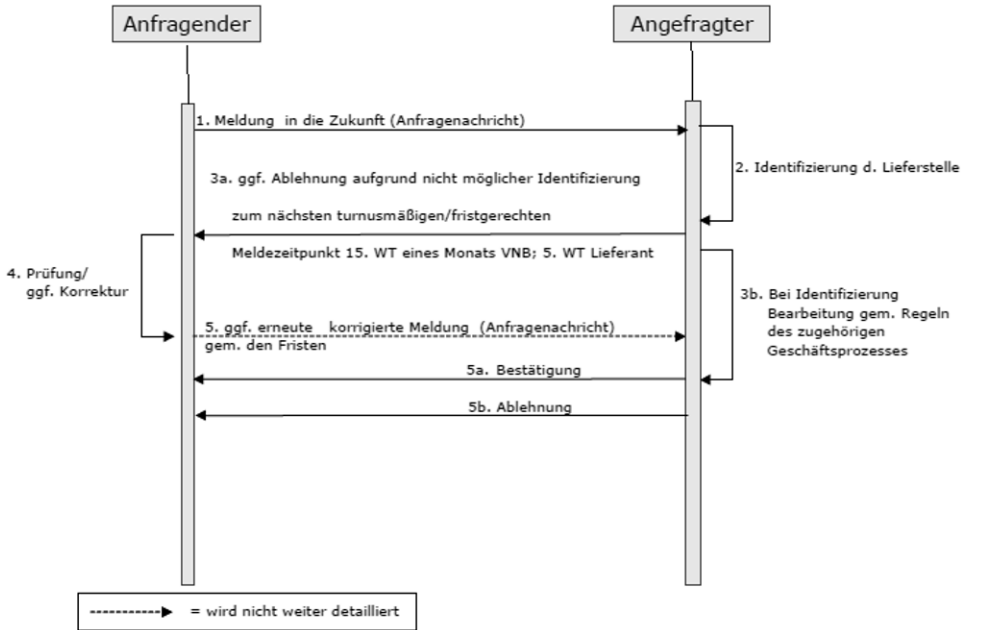 Anfragender
Angefragter
1. Meldung in die Zukunft (Anfragenachricht)
2. Identifizierung d. Lieferstelle
3a. ggf. Ablehnung aufgrund nicht möglicher Identifizierung
zum nächsten turnusmäßigen/fristgerechten
Meldezeitpunkt 15. WT eines Monats VNB; 5. WT Lieferant
4. Prüfung/
ggf. Korrektur
3b. Bei Identifizierung
Bearbeitung gem. Regeln
des zugehörigen
Geschäftsprozesses
5. ggf. erneute korrigierte Meldung (Anfragenachricht)
gem. den Fristen
5a. Bestätigung
5b. Ablehnung
= wird nicht weiter detailliert